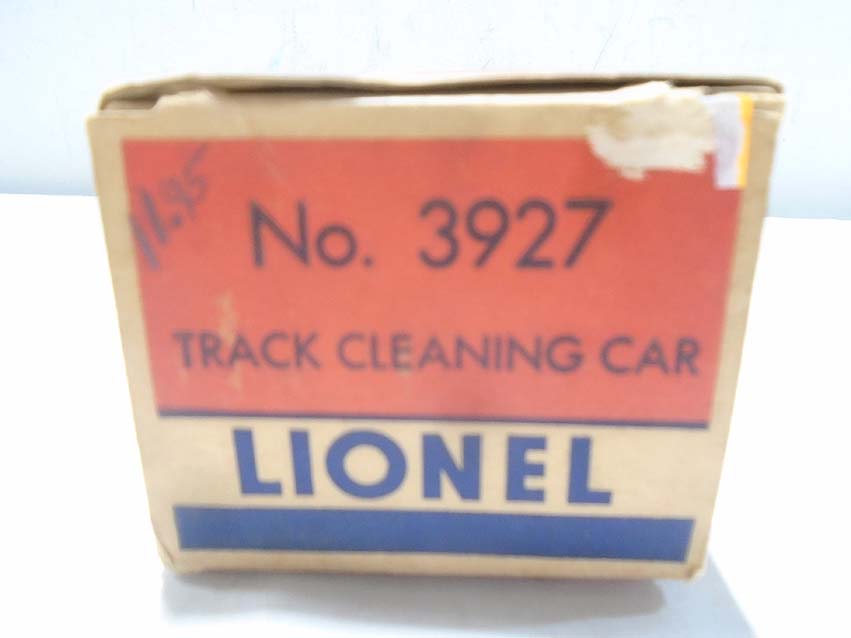 11.95
No. 3927
TRACK CLEANING CAR
LIONEL